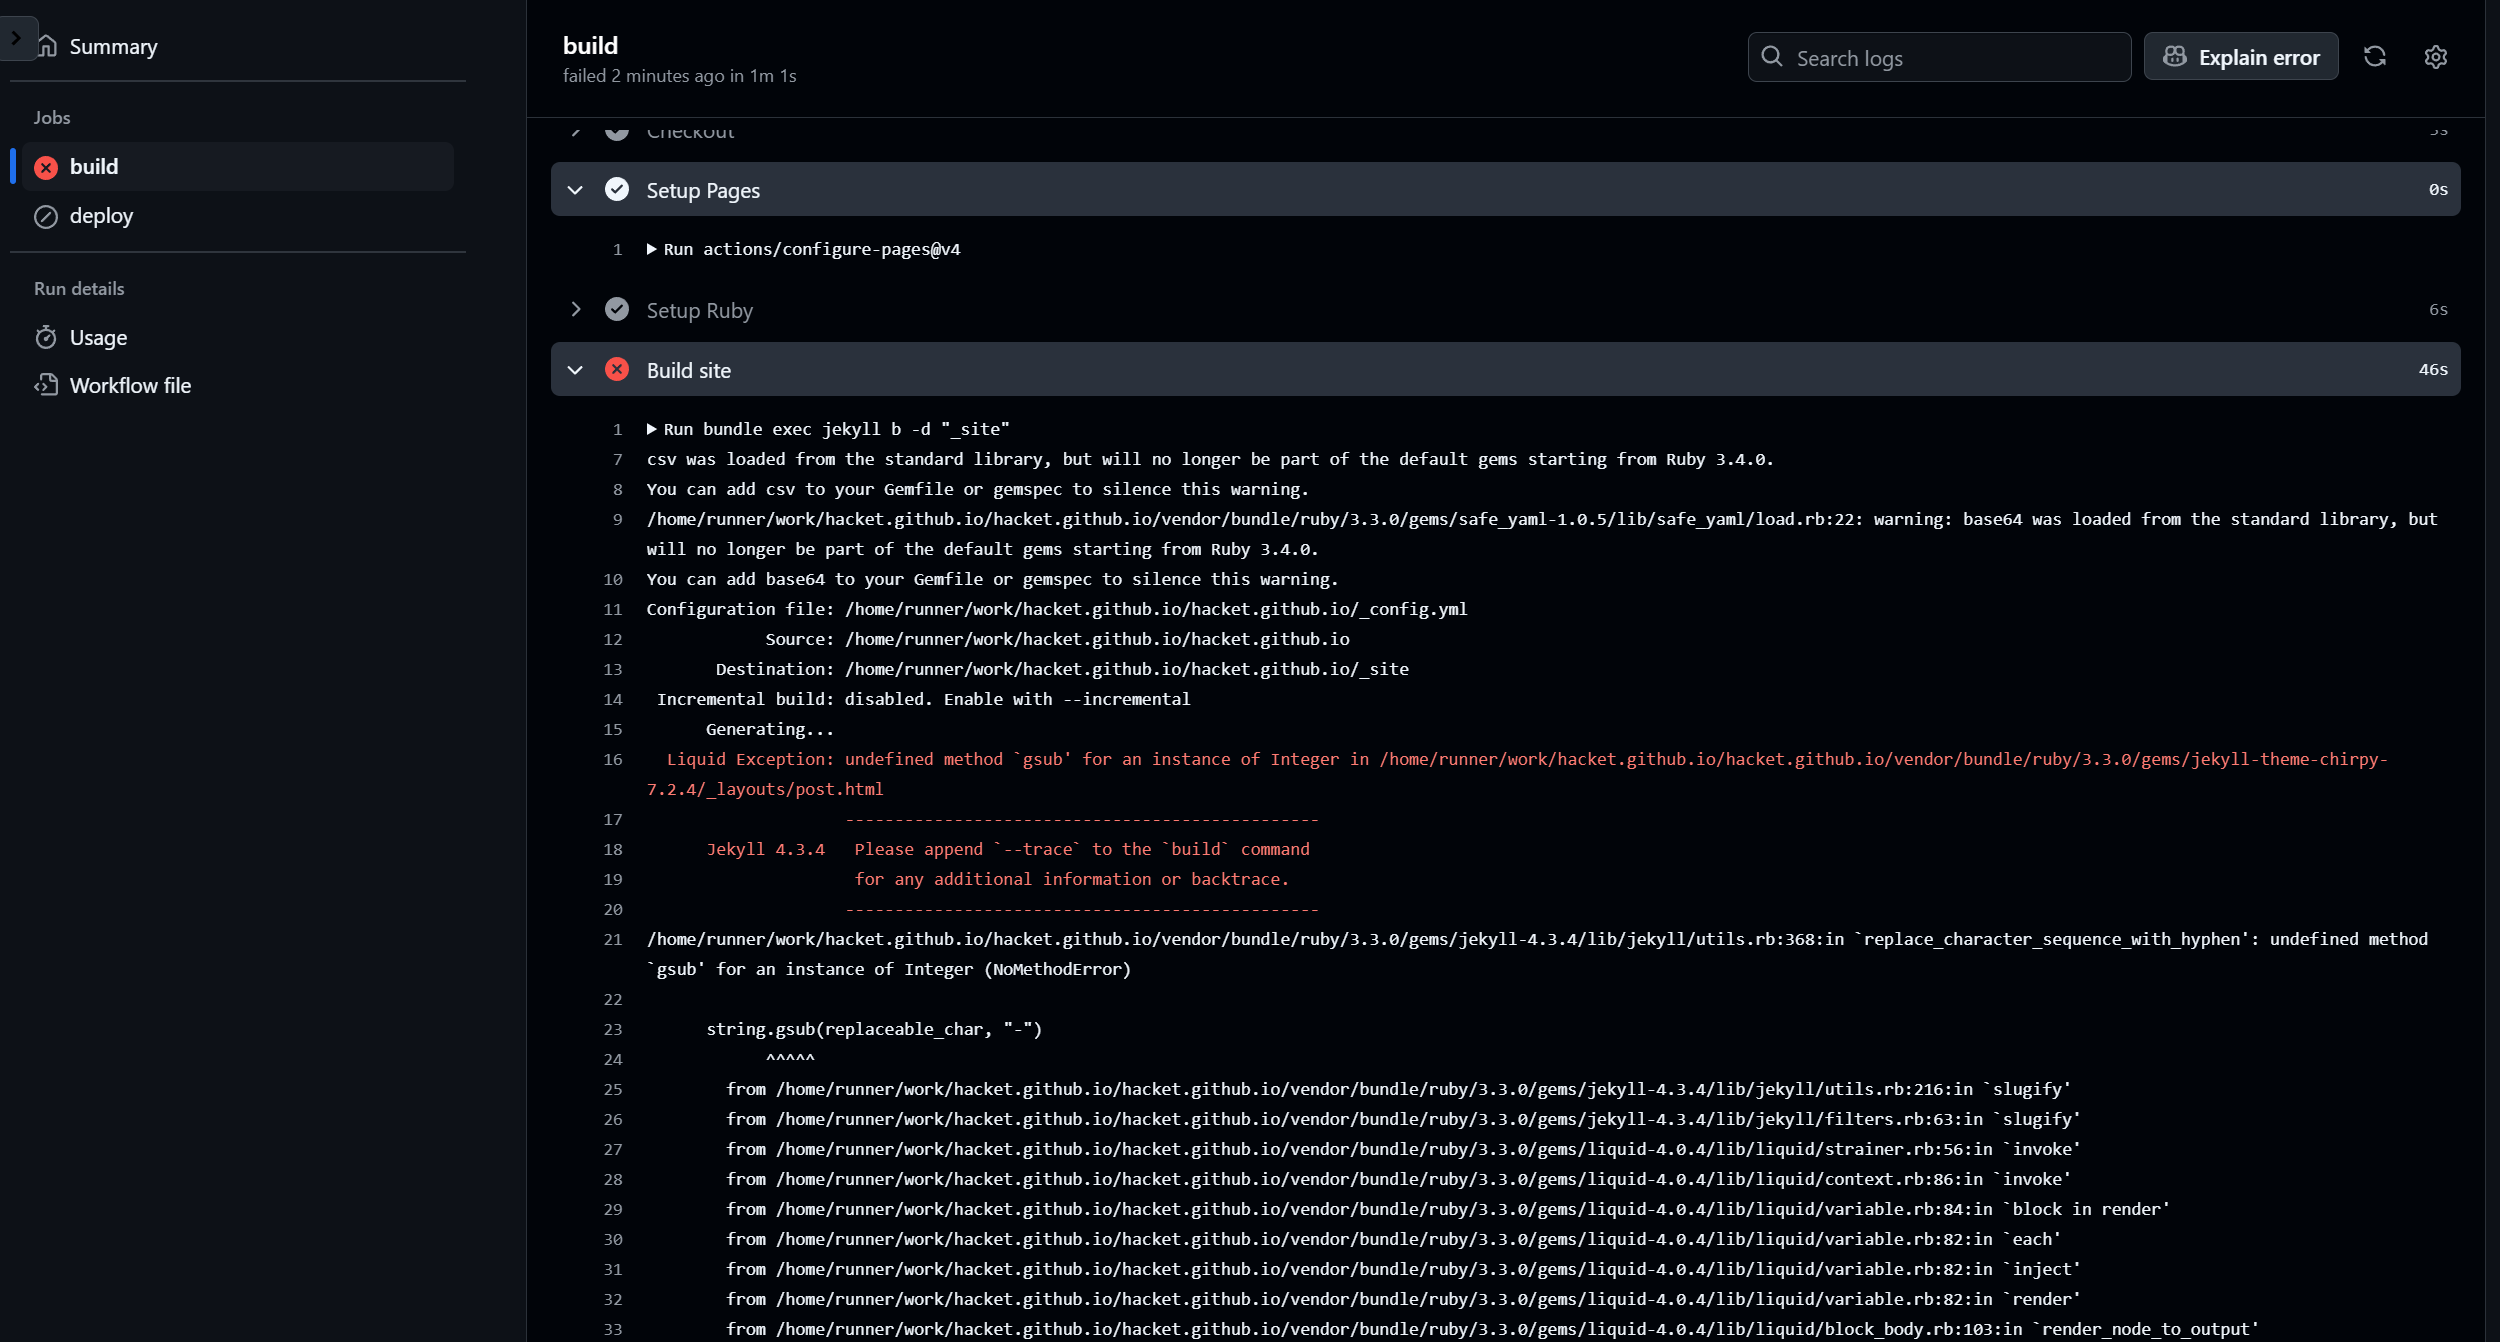 Summary
Jobs
build
deploy
Run details
Usage
Workflow file
build
failed 2 minutes ago in 1m 1s
Search logs
Explain error
Checkout
3s
Setup Pages
0s
1 Run actions/configure-pages@v4
Setup Ruby
6s
Build site
46s
1 Run bundle exec jekyll b -d "_site"
7 csv was loaded from the standard library, but will no longer be part of the default gems starting from Ruby 3.4.0.
8 You can add csv to your Gemfile or gemspec to silence this warning.
9 /home/runner/work/hacket.github.io/hacket.github.io/vendor/bundle/ruby/3.3.0/gems/safe_yaml-1.0.5/lib/safe_yaml/load.rb:22: warning: base64 was loaded from the standard library, but
will no longer be part of the default gems starting from Ruby 3.4.0.
10 You can add base64 to your Gemfile or gemspec to silence this warning.
11 Configuration file: /home/runner/work/hacket.github.io/hacket.github.io/_config.yml
12 Source: /home/runner/work/hacket.github.io/hacket.github.io
13 Destination: /home/runner/work/hacket.github.io/hacket.github.io/_site
14 Incremental build: disabled. Enable with --incremental
15 Generating...
16 Liquid Exception: undefined method `gsub' for an instance of Integer in /home/runner/work/hacket.github.io/hacket.github.io/vendor/bundle/ruby/3.3.0/gems/jekyll-theme-chirpy-
7.2.4/_layouts/post.html
17 ------------------------------------------------
18 Jekyll 4.3.4 Please append `--trace` to the `build` command
19 for any additional information or backtrace.
20 ------------------------------------------------
21 /home/runner/work/hacket.github.io/hacket.github.io/vendor/bundle/ruby/3.3.0/gems/jekyll-4.3.4/lib/jekyll/utils.rb:368:in `replace_character_sequence_with_hyphen': undefined method
`gsub' for an instance of Integer (NoMethodError)
22
23 string.gsub(replaceable_char, "-")
24 ^^^^^
25 from /home/runner/work/hacket.github.io/hacket.github.io/vendor/bundle/ruby/3.3.0/gems/jekyll-4.3.4/lib/jekyll/utils.rb:216:in `slugify'
26 from /home/runner/work/hacket.github.io/hacket.github.io/vendor/bundle/ruby/3.3.0/gems/jekyll-4.3.4/lib/jekyll/filters.rb:63:in `slugify'
27 from /home/runner/work/hacket.github.io/hacket.github.io/vendor/bundle/ruby/3.3.0/gems/liquid-4.0.4/lib/liquid/strainer.rb:56:in `invoke'
28 from /home/runner/work/hacket.github.io/hacket.github.io/vendor/bundle/ruby/3.3.0/gems/liquid-4.0.4/lib/liquid/context.rb:86:in `invoke'
29 from /home/runner/work/hacket.github.io/hacket.github.io/vendor/bundle/ruby/3.3.0/gems/liquid-4.0.4/lib/liquid/variable.rb:84:in `block in render'
30 from /home/runner/work/hacket.github.io/hacket.github.io/vendor/bundle/ruby/3.3.0/gems/liquid-4.0.4/lib/liquid/variable.rb:82:in `each'
31 from /home/runner/work/hacket.github.io/hacket.github.io/vendor/bundle/ruby/3.3.0/gems/liquid-4.0.4/lib/liquid/variable.rb:82:in `inject'
32 from /home/runner/work/hacket.github.io/hacket.github.io/vendor/bundle/ruby/3.3.0/gems/liquid-4.0.4/lib/liquid/variable.rb:82:in `render'
33 from /home/runner/work/hacket.github.io/hacket.github.io/vendor/bundle/ruby/3.3.0/gems/liquid-4.0.4/lib/liquid/block_body.rb:103:in `render_node_to_output'